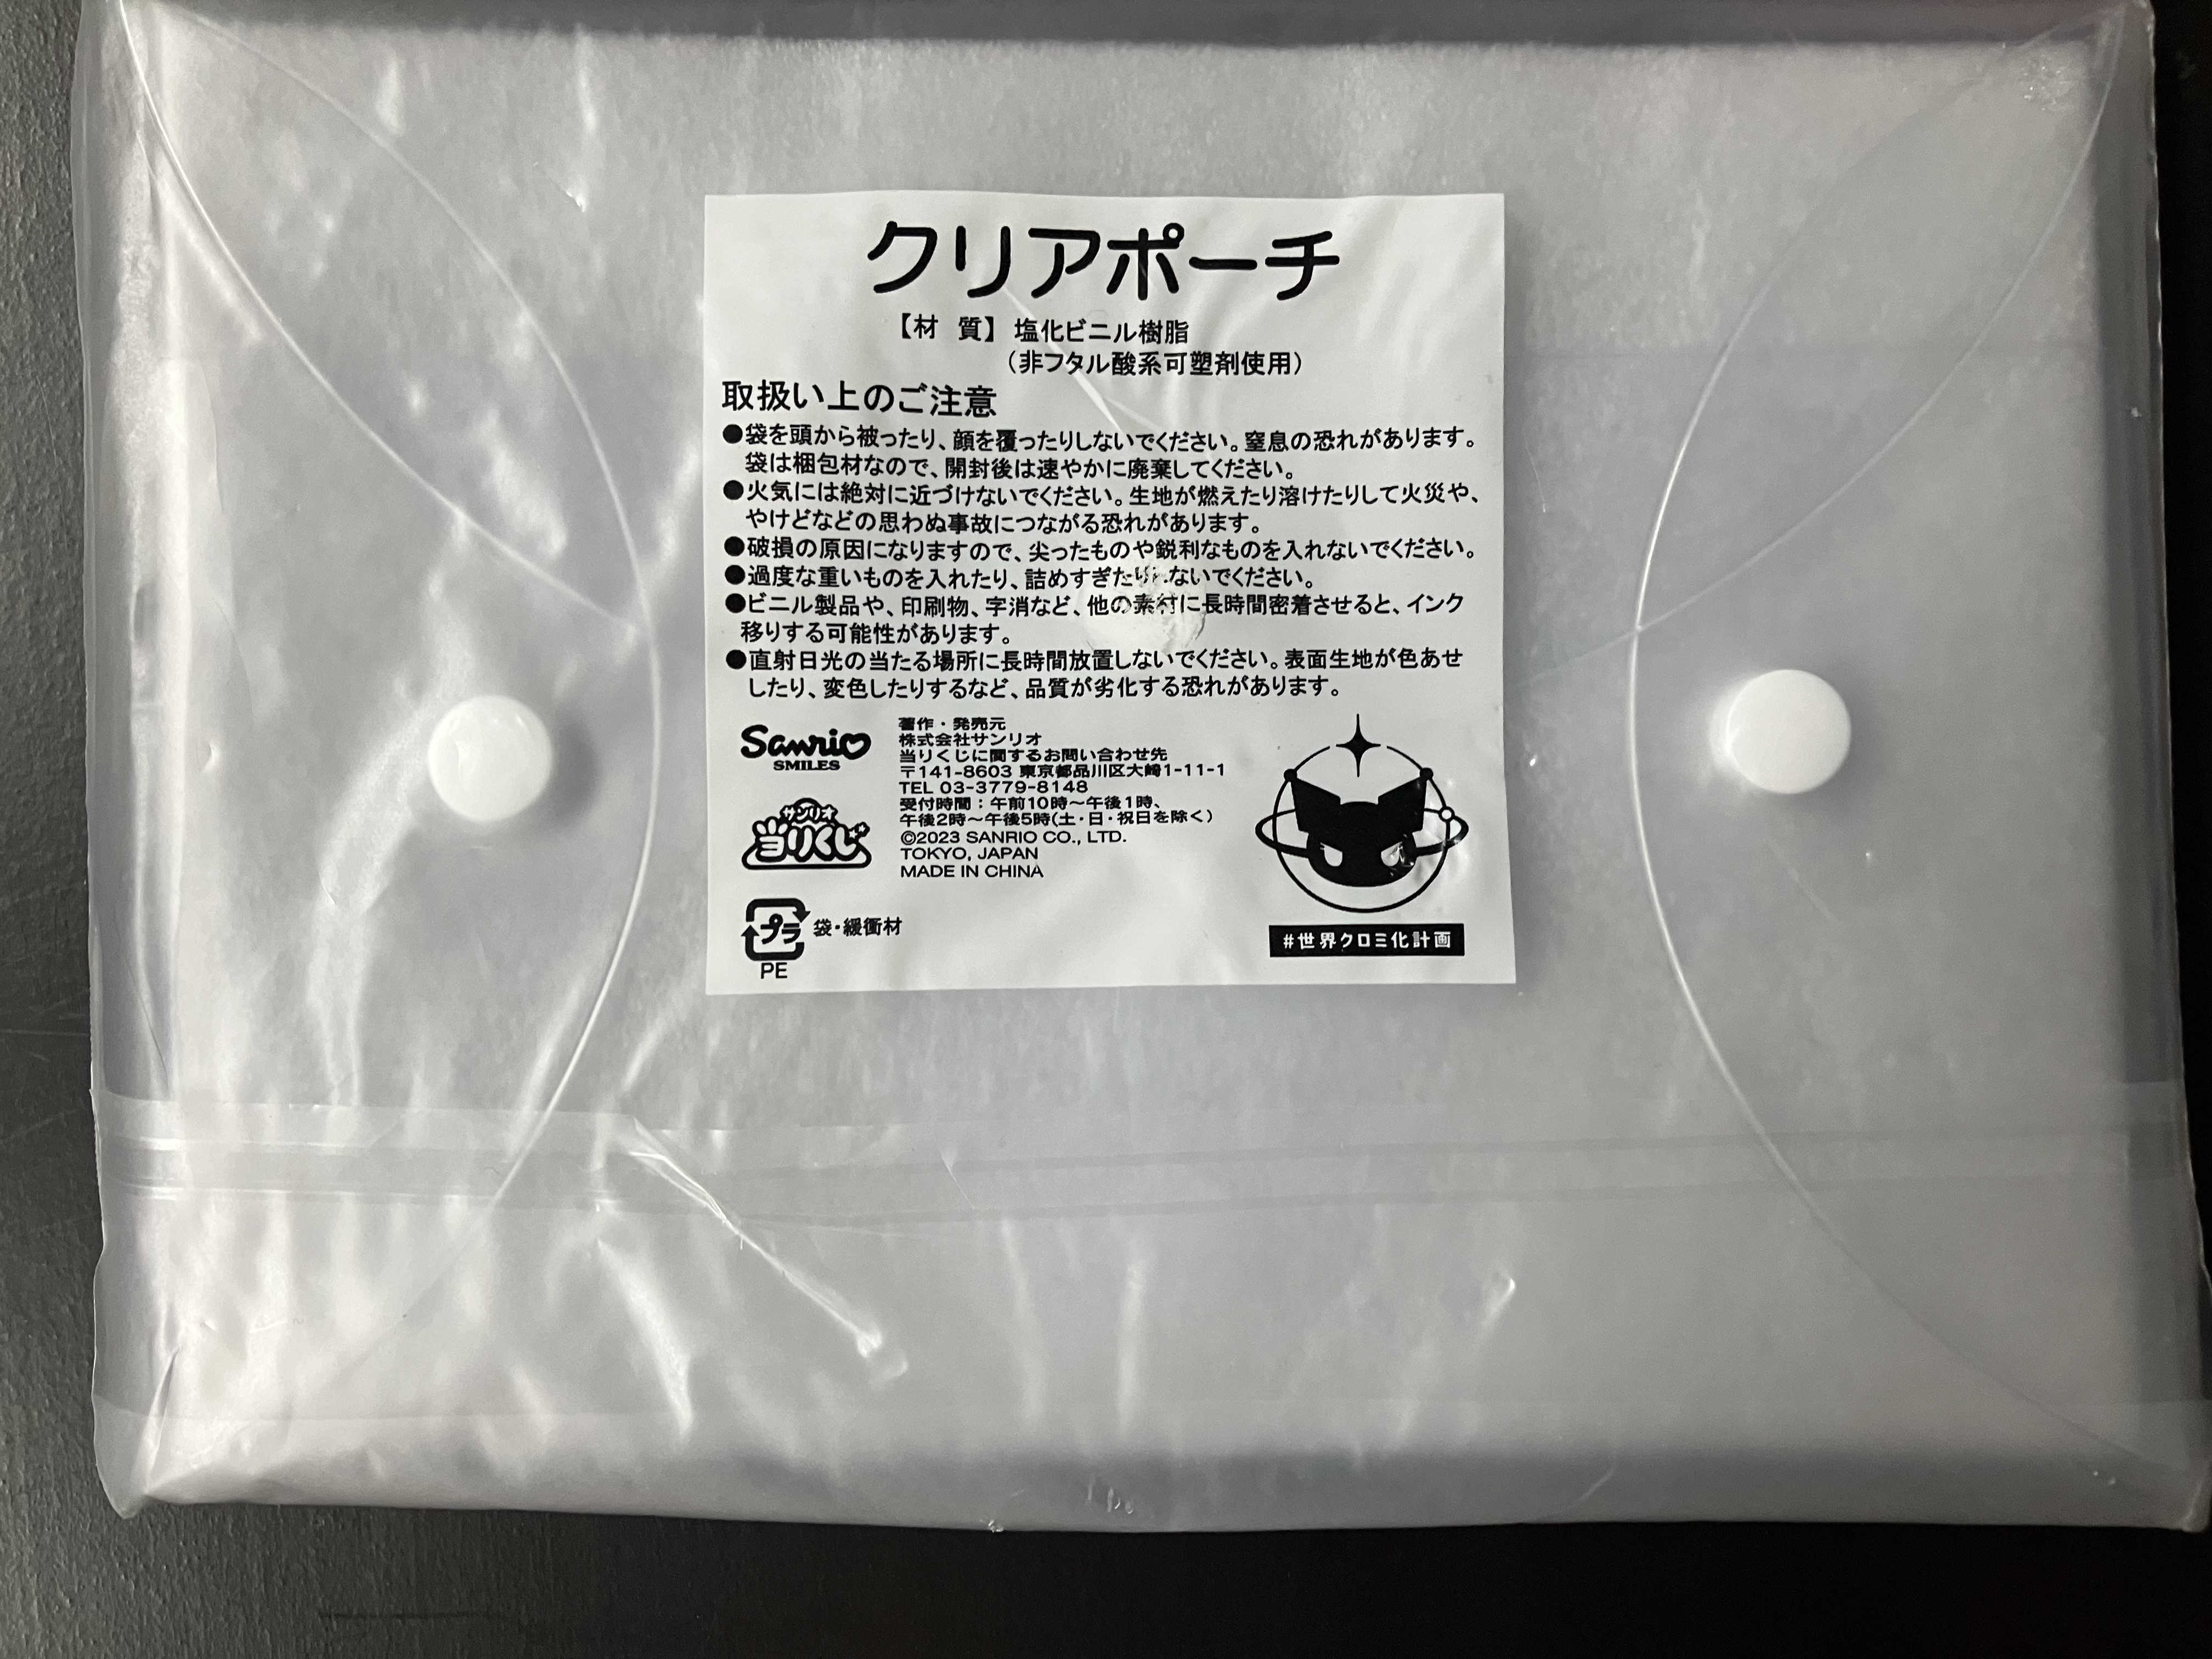 クリアポーチ
【材 質】 塩化ビニル樹脂
(非フタル酸系可塑剤使用)
取扱い上のご注意
●袋を頭から被ったり、顔を覆ったりしないでください。窒息の恐れがあります。
袋は梱包材なので、開封後は速やかに廃棄してください。
●火気には絶対に近づけないでください。生地が燃えたり溶けたりして火災や、
やけどなどの思わぬ事故につながる恐れがあります。
●破損の原因になりますので、尖ったものや鋭利なものを入れないでください。
●過度な重いものを入れたり、詰めすぎたりしないでください。
●ビニル製品や、印刷物、字消など、他の素材に長時間密着させると、インク
移りする可能性があります。
●直射日光の当たる場所に長時間放置しないでください。表面生地が色あせ
したり、変色したりするなど、品質が劣化する恐れがあります。
Sanrio
SMILES
サンリオ
当りくじ
著作・発売元
株式会社サンリオ
当りくじに関するお問い合わせ先
〒141-8603 東京都品川区大崎1-11-1
TEL 03-3779-8148
受付時間:午前10時～午後1時、
午後2時～午後5時(土・日・祝日を除く)
©2023 SANRIO CO., LTD.
TOKYO, JAPAN
MADE IN CHINA
プラ 袋・緩衝材
PE
#世界クロミ化計画